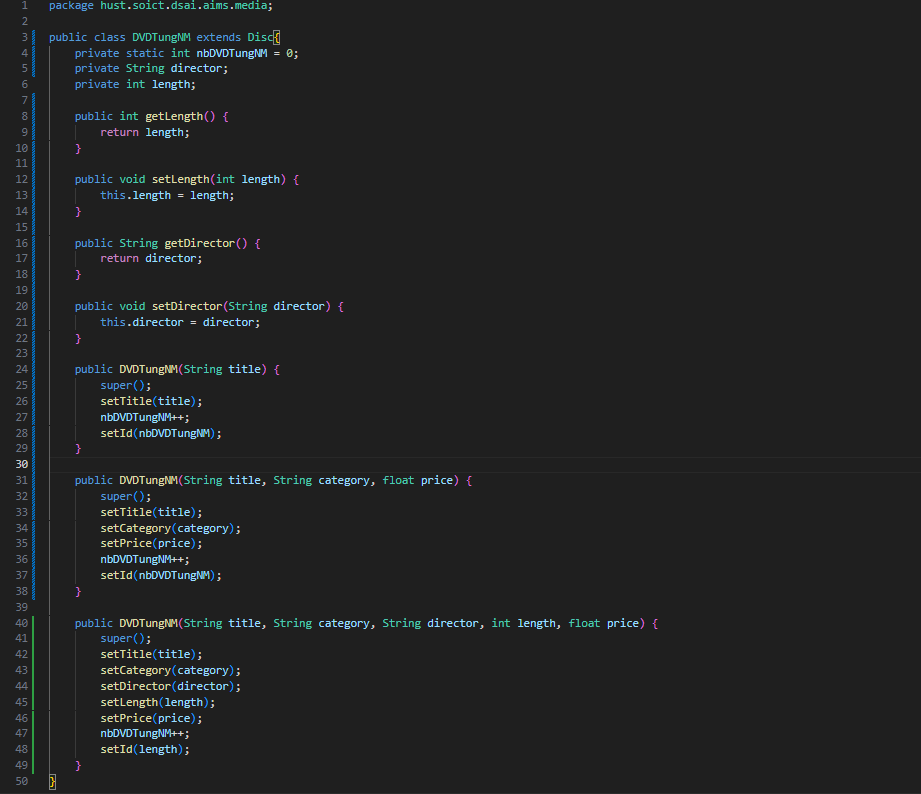 1 package hust.soict.dsai.aims.media;
2
3 public class DVDTungNM extends Disc{
4     private static int nbDVDTungNM = 0;
5     private String director;
6     private int length;
7
8     public int getLength() {
9         return length;
10     }
11
12     public void setLength(int length) {
13         this.length = length;
14     }
15
16     public String getDirector() {
17         return director;
18     }
19
20     public void setDirector(String director) {
21         this.director = director;
22     }
23
24     public DVDTungNM(String title) {
25         super();
26         setTitle(title);
27         nbDVDTungNM++;
28         setId(nbDVDTungNM);
29     }
30
31     public DVDTungNM(String title, String category, float price) {
32         super();
33         setTitle(title);
34         setCategory(category);
35         setPrice(price);
36         nbDVDTungNM++;
37         setId(nbDVDTungNM);
38     }
39
40     public DVDTungNM(String title, String category, String director, int length, float price) {
41         super();
42         setTitle(title);
43         setCategory(category);
44         setDirector(director);
45         setLength(length);
46         setPrice(price);
47         nbDVDTungNM++;
48         setId(length);
49     }
50 }